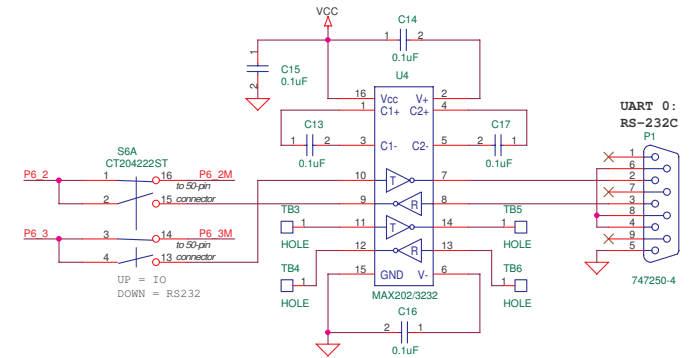 VCC
C14
1 2
0.1uF
1
C15
0.1uF
2
U4
16 Vcc V+ 2
1 C1+ C2+ 4
C13
1 2
0.1uF
3 C1- C2- 5
C17
2 1
0.1uF
UART 0:
RS-232C
P1
1
6
2
7
3
8
4
9
5
747250-4
S6A
CT204222ST
P6_2 1 16 P6_2M
to 50-pin
2 15 connector
P6_3 3 14 P6_3M
to 50-pin
4 13 connector
UP = IO
DOWN = RS232
10 T 7
9 R 8
TB3
1
HOLE
11 T 14
TB5
1
HOLE
12 R 13
TB4
1
HOLE
TB6
1
HOLE
15 GND V- 6
MAX202/3232
C16
2 1
0.1uF